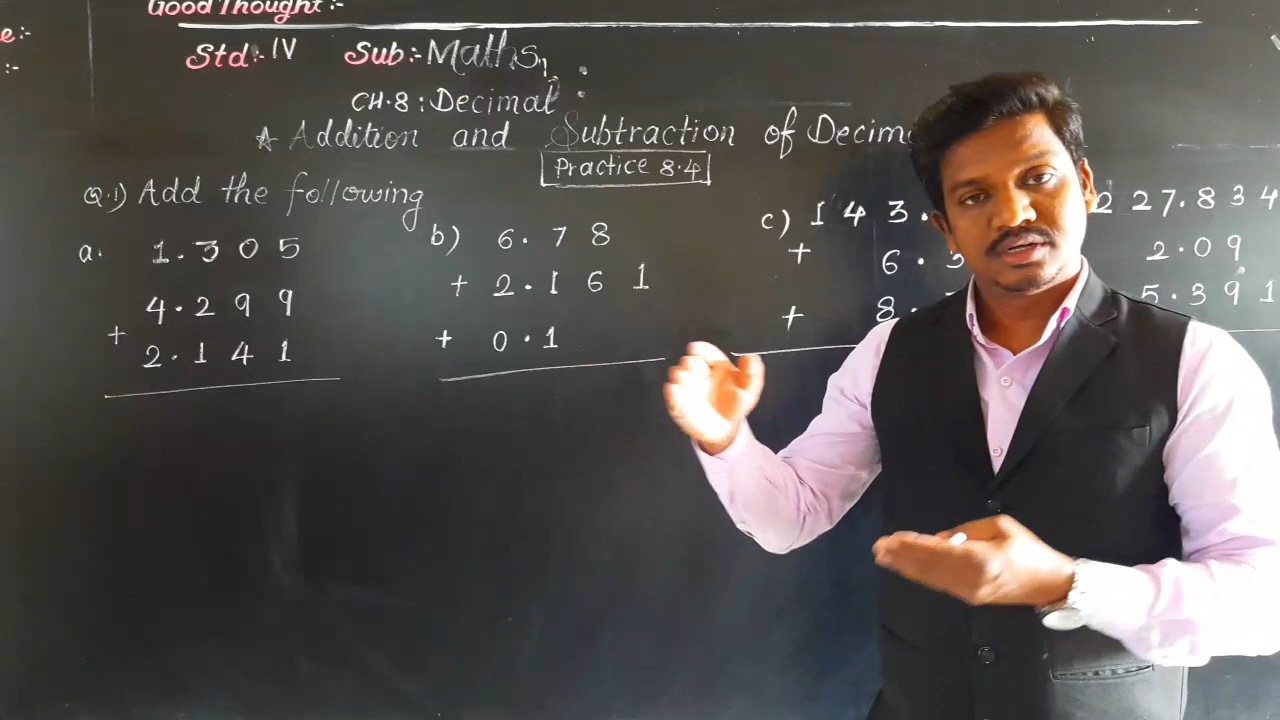 Good Thought :-
e:-
:-
Std:- IV Sub:- Maths
CH.8 : Decimal
Addition and Subtraction of Decim
Practice 8.4
Q.1) Add the following
a. 1.305
4.299
+ 2.141
b) 6.78
+ 2.161
+ 0.1
c) 143.
+ 6.3
+ 8.
227.834
2.09
5.391